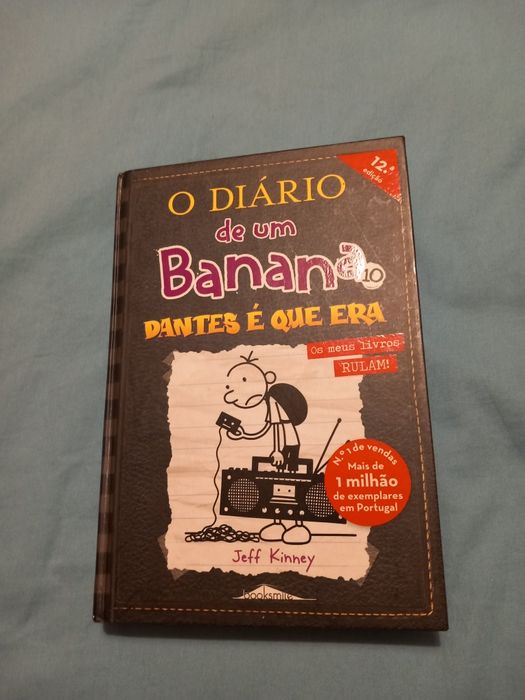 12.ª
edição
O DIÁRIO
de um
Banana
10
DANTES É QUE ERA
Os meus livros
RULAM!
N.º 1 de vendas
Mais de
1 milhão
de exemplares
em Portugal
Jeff Kinney
booksmile